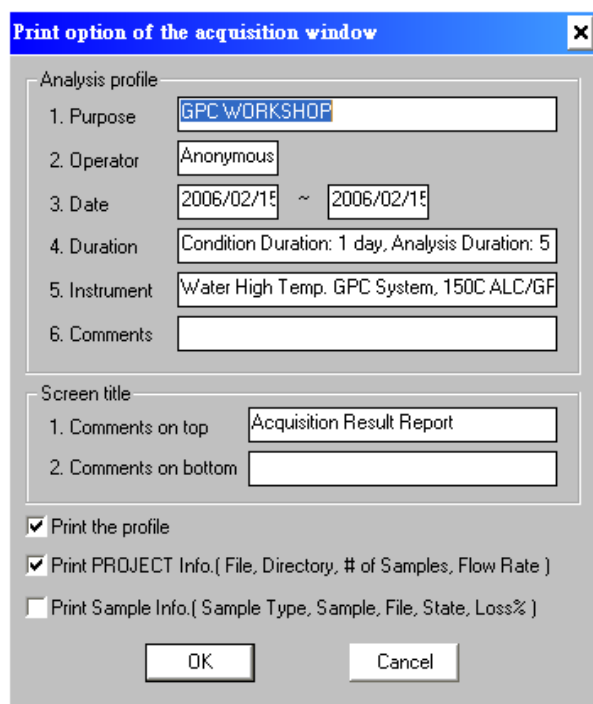 Print option of the acquisition window
Analysis profile
1. Purpose GPC WORKSHOP
2. Operator Anonymous
3. Date 2006/02/15 ~ 2006/02/15
4. Duration Condition Duration: 1 day, Analysis Duration: 5
5. Instrument Water High Temp. GPC System, 150C ALC/GP
6. Comments
Screen title
1. Comments on top Acquisition Result Report
2. Comments on bottom
Print the profile
Print PROJECT Info.( File, Directory, # of Samples, Flow Rate )
Print Sample Info.( Sample Type, Sample, File, State, Loss% )
OK Cancel